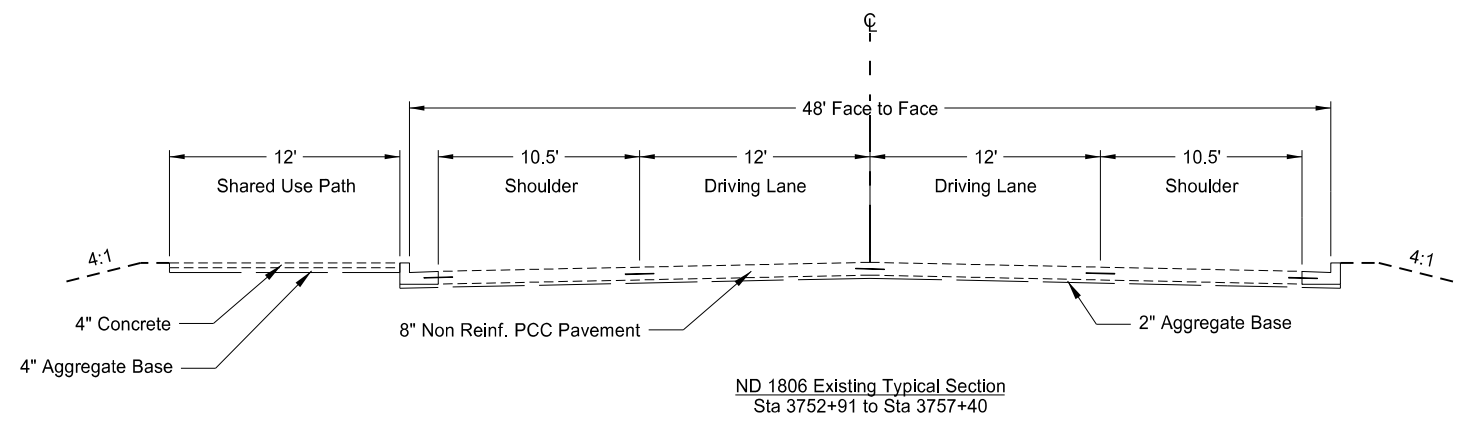 ℄
48' Face to Face
12'
10.5'
12'
12'
10.5'
Shared Use Path
Shoulder
Driving Lane
Driving Lane
Shoulder
4:1
4:1
4" Concrete
8" Non Reinf. PCC Pavement
2" Aggregate Base
4" Aggregate Base
ND 1806 Existing Typical Section
Sta 3752+91 to Sta 3757+40